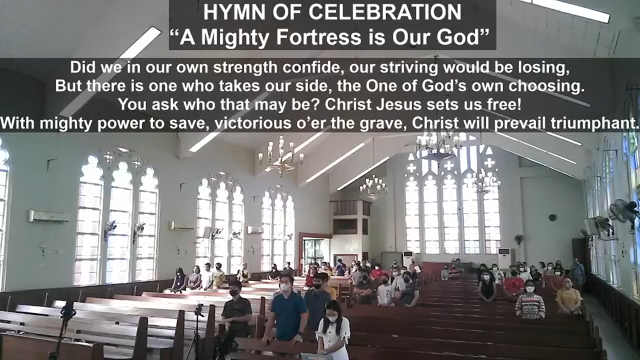 HYMN OF CELEBRATION
“A Mighty Fortress is Our God”
Did we in our own strength confide, our striving would be losing,
But there is one who takes our side, the One of God’s own choosing.
You ask who that may be? Christ Jesus sets us free!
With mighty power to save, victorious o’er the grave, Christ will prevail triumphant.